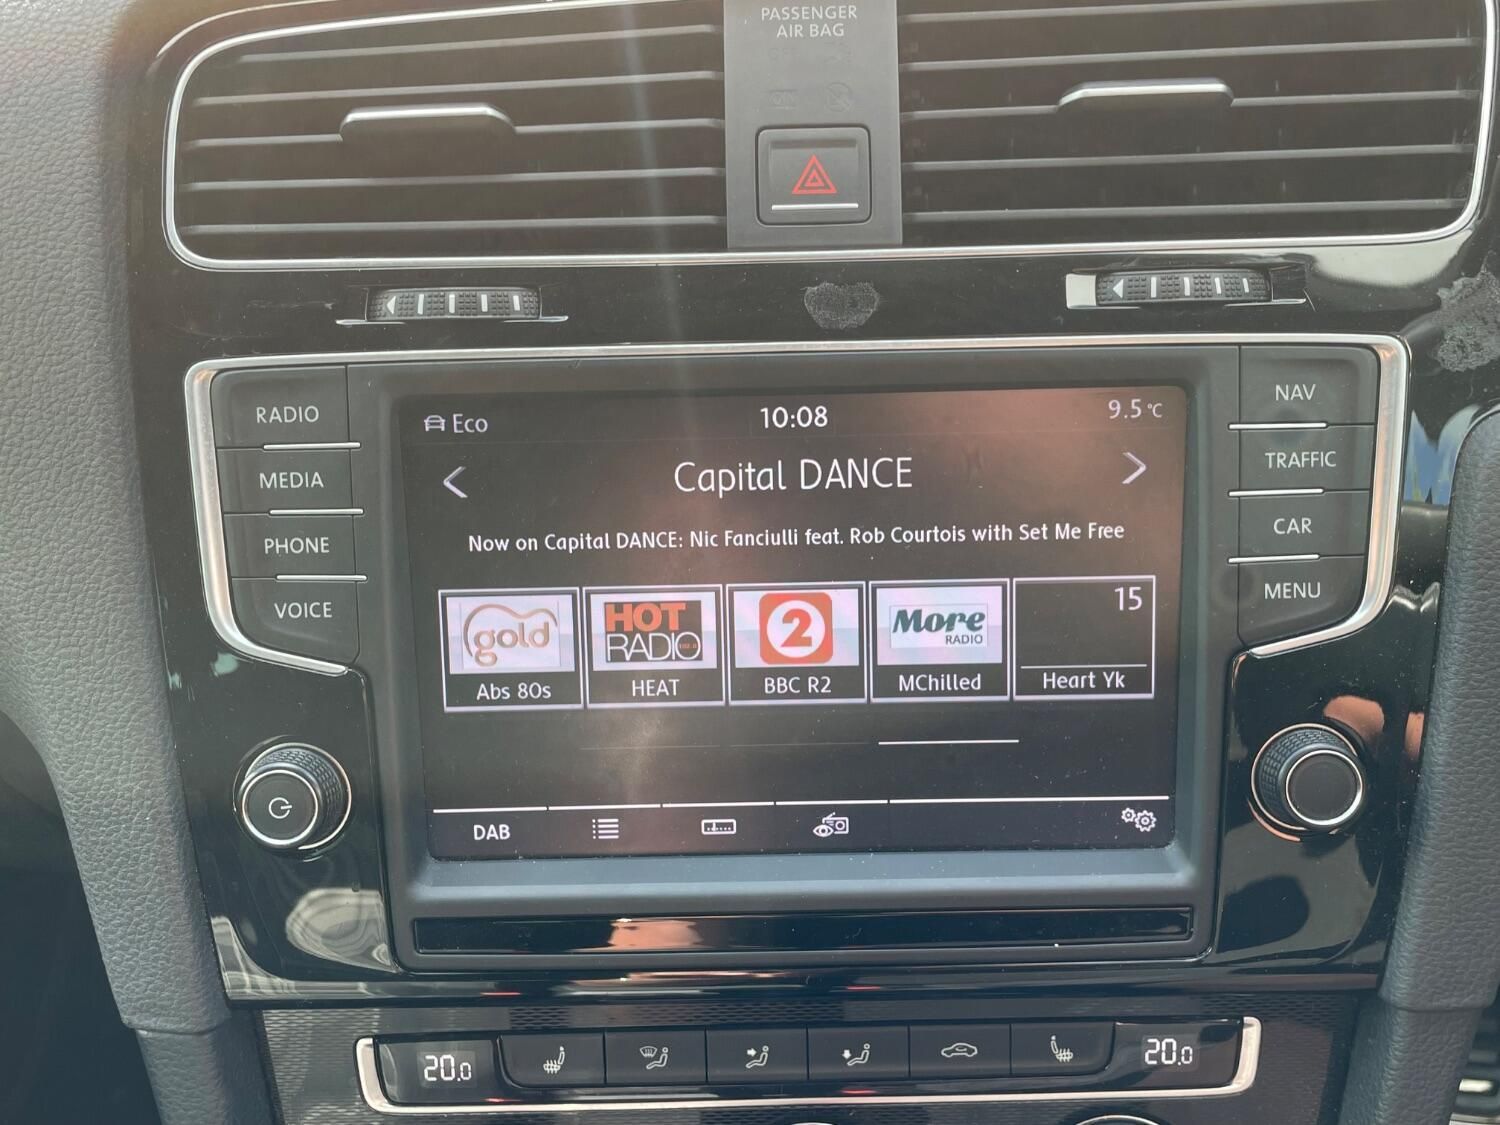 PASSENGER
AIR BAG
RADIO
MEDIA
PHONE
VOICE
NAV
TRAFFIC
CAR
MENU
Eco
10:08
9.5 °C
< Capital DANCE >
Now on Capital DANCE: Nic Fanciulli feat. Rob Courtois with Set Me Free
gold
Abs 80s
HOT
RADIO
HEAT
2
BBC R2
More
RADIO
MChilled
15
Heart Yk
DAB
20.0
20.0